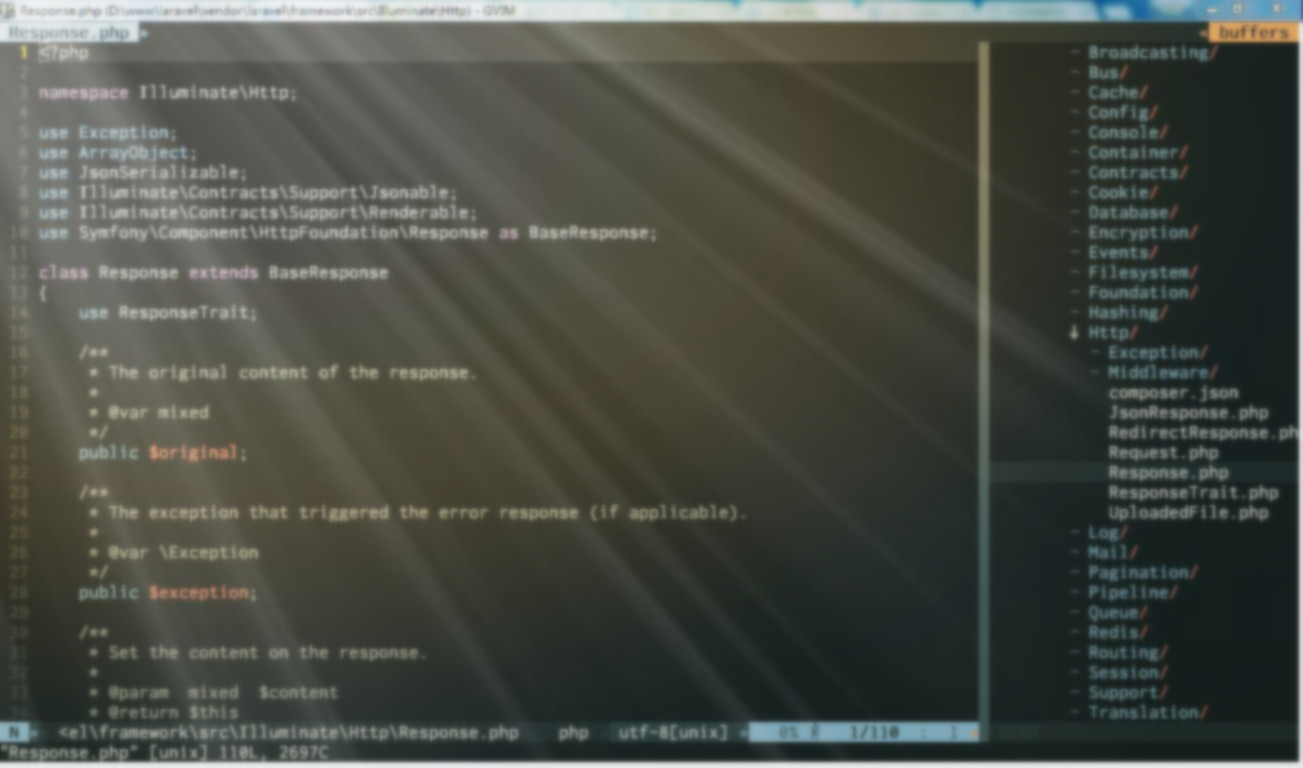 Response.php (D:\www\laravel\vendor\laravel\framework\src\Illuminate\Http) - GVIM
Response.php
buffers
1 <?php
2
3 namespace Illuminate\Http;
4
5 use Exception;
6 use ArrayObject;
7 use JsonSerializable;
8 use Illuminate\Contracts\Support\Jsonable;
9 use Illuminate\Contracts\Support\Renderable;
10 use Symfony\Component\HttpFoundation\Response as BaseResponse;
11
12 class Response extends BaseResponse
13 {
14 use ResponseTrait;
15
16 /**
17 * The original content of the response.
18 *
19 * @var mixed
20 */
21 public $original;
22
23 /**
24 * The exception that triggered the error response (if applicable).
25 *
26 * @var \Exception
27 */
28 public $exception;
29
30 /**
31 * Set the content on the response.
32 *
33 * @param  mixed  $content
34 * @return $this
- Broadcasting/
- Bus/
- Cache/
- Config/
- Console/
- Container/
- Contracts/
- Cookie/
- Database/
- Encryption/
- Events/
- Filesystem/
- Foundation/
- Hashing/
↓ Http/
- Exception/
- Middleware/
composer.json
JsonResponse.php
RedirectResponse.ph
Request.php
Response.php
ResponseTrait.php
UploadedFile.php
- Log/
- Mail/
- Pagination/
- Pipeline/
- Queue/
- Redis/
- Routing/
- Session/
- Support/
- Translation/
N <el\framework\src\Illuminate\Http\Response.php php utf-8[unix] 0% 1/110 : 1
"Response.php" [unix] 110L, 2697C